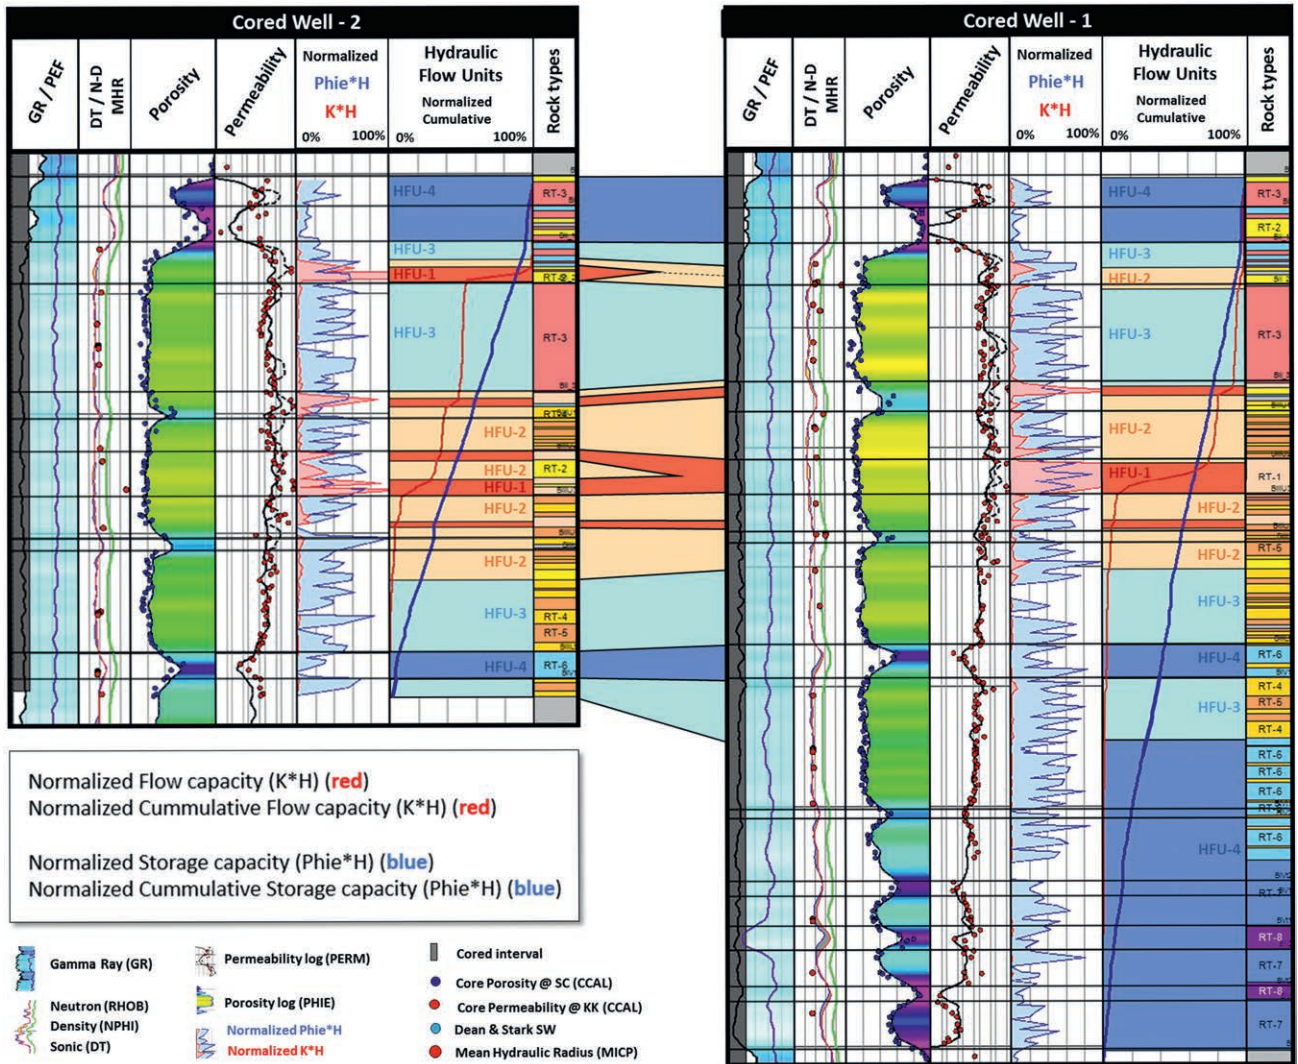 Cored Well - 2
GR / PEF
DT / N-D
MHR
Porosity
Permeability
Normalized
Phie*H
K*H
0% 100%
Hydraulic
Flow Units
Normalized
Cumulative
0% 100%
Rock types
HFU-4
HFU-3
HFU-1
HFU-3
HFU-2
HFU-2
HFU-1
HFU-2
HFU-2
HFU-3
HFU-4
RT-3
RT-3
RT-2
RT-4
RT-5
RT-6
Cored Well - 1
GR / PEF
DT / N-D
MHR
Porosity
Permeability
Normalized
Phie*H
K*H
0% 100%
Hydraulic
Flow Units
Normalized
Cumulative
0% 100%
Rock types
HFU-4
HFU-3
HFU-2
HFU-3
HFU-2
HFU-1
HFU-2
HFU-2
HFU-3
HFU-4
HFU-3
HFU-4
RT-3
RT-2
RT-3
RT-1
RT-5
RT-6
RT-4
RT-5
RT-4
RT-6
RT-6
RT-6
RT-6
RT-8
RT-7
RT-8
RT-7
Normalized Flow capacity (K*H) (red)
Normalized Cummulative Flow capacity (K*H) (red)
Normalized Storage capacity (Phie*H) (blue)
Normalized Cummulative Storage capacity (Phie*H) (blue)
Gamma Ray (GR)
Neutron (RHOB)
Density (NPHI)
Sonic (DT)
Permeability log (PERM)
Porosity log (PHIE)
Normalized Phie*H
Normalized K*H
Cored interval
Core Porosity @ SC (CCAL)
Core Permeability @ KK (CCAL)
Dean & Stark SW
Mean Hydraulic Radius (MICP)